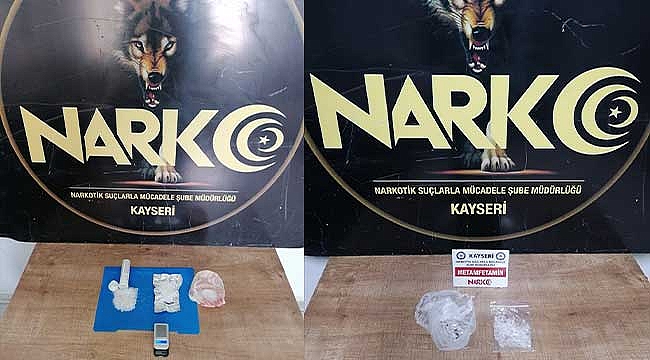 NARKO
NARKOTİK SUÇLARLA MÜCADELE ŞUBE MÜDÜRLÜĞÜ
KAYSERİ
NARKO
NARKOTİK SUÇLARLA MÜCADELE ŞUBE MÜDÜRLÜĞÜ
KAYSERİ
KAYSERİ
METAMFETAMİN
NARKO